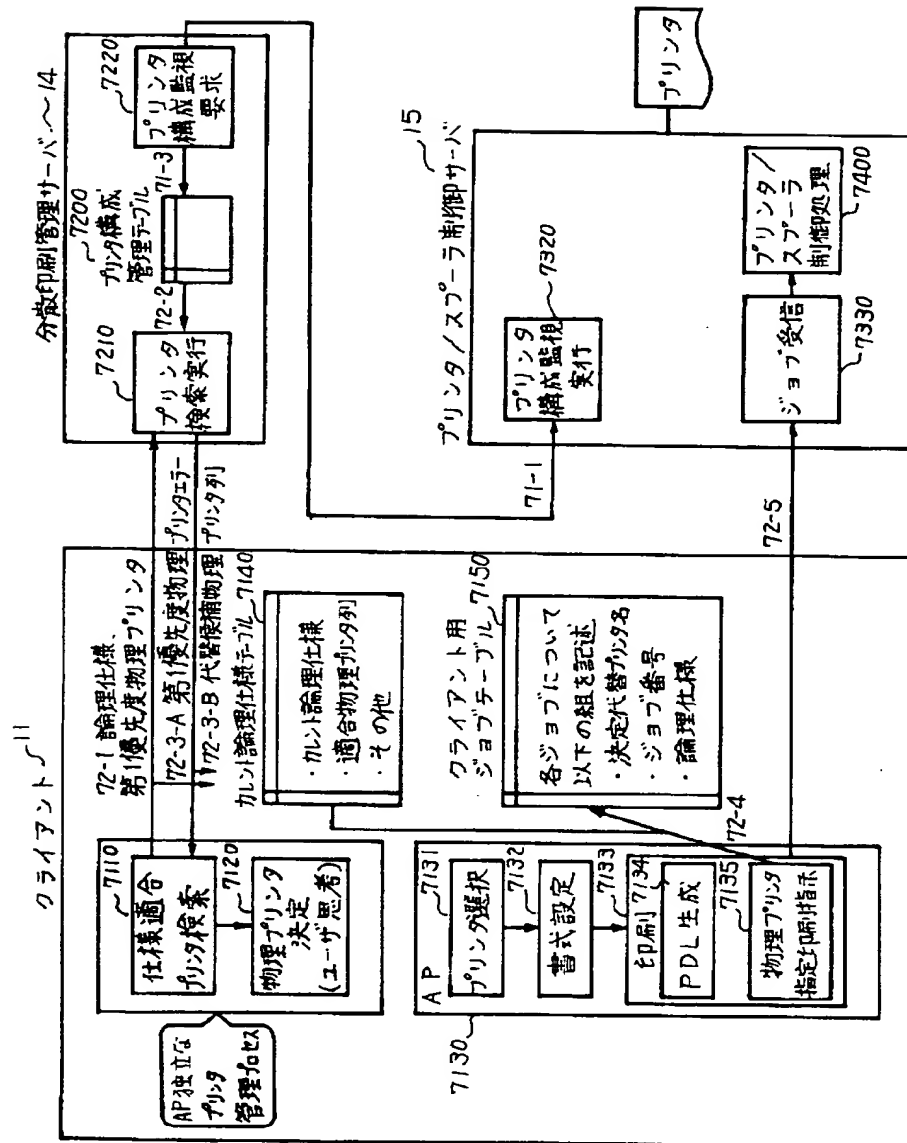 クライアント 11
AP独立な
プリンタ
管理プロセス
7110
仕様適合
プリンタ検索
7120
物理プリンタ
決定
(ユーザ思考)
72-1 論理仕様、
第1優先度物理プリンタ
72-3-A 第1優先度物理プリンタエラー
72-3-B 代替候補物理プリンタ列
カレント論理仕様テーブル 7140
・カレント論理仕様
・適合物理プリンタ列
・その他
クライアント用
ジョブテーブル 7150
各ジョブについて
以下の組を記述
・決定代替プリンタ名
・ジョブ番号
・論理仕様
72-4
7130
AP
7131
プリンタ選択
7132
書式設定
7133
印刷
7134
PDL生成
7135
物理プリンタ
指定印刷指示
分散印刷管理サーバ 14
7210
プリンタ
検索実行
72-2
7200
プリンタ構成
管理テーブル
71-3
7220
プリンタ
構成監視
要求
71-1
72-5
プリンタ/スプーラ制御サーバ 15
7320
プリンタ
構成監視
実行
ジョブ受信
7330
プリンタ/
スプーラ
制御処理
7400
プリンタ